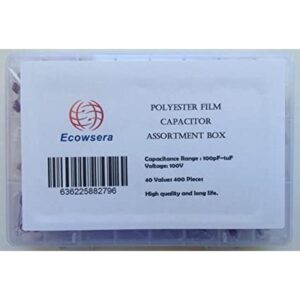 POLYESTER FILM
CAPACITOR
ASSORTMENT BOX
Ecowsera
Capacitance Range : 100pF~1uF
Voltage: 100V
40 Values 400 Pieces
High quality and long life.
636225882796